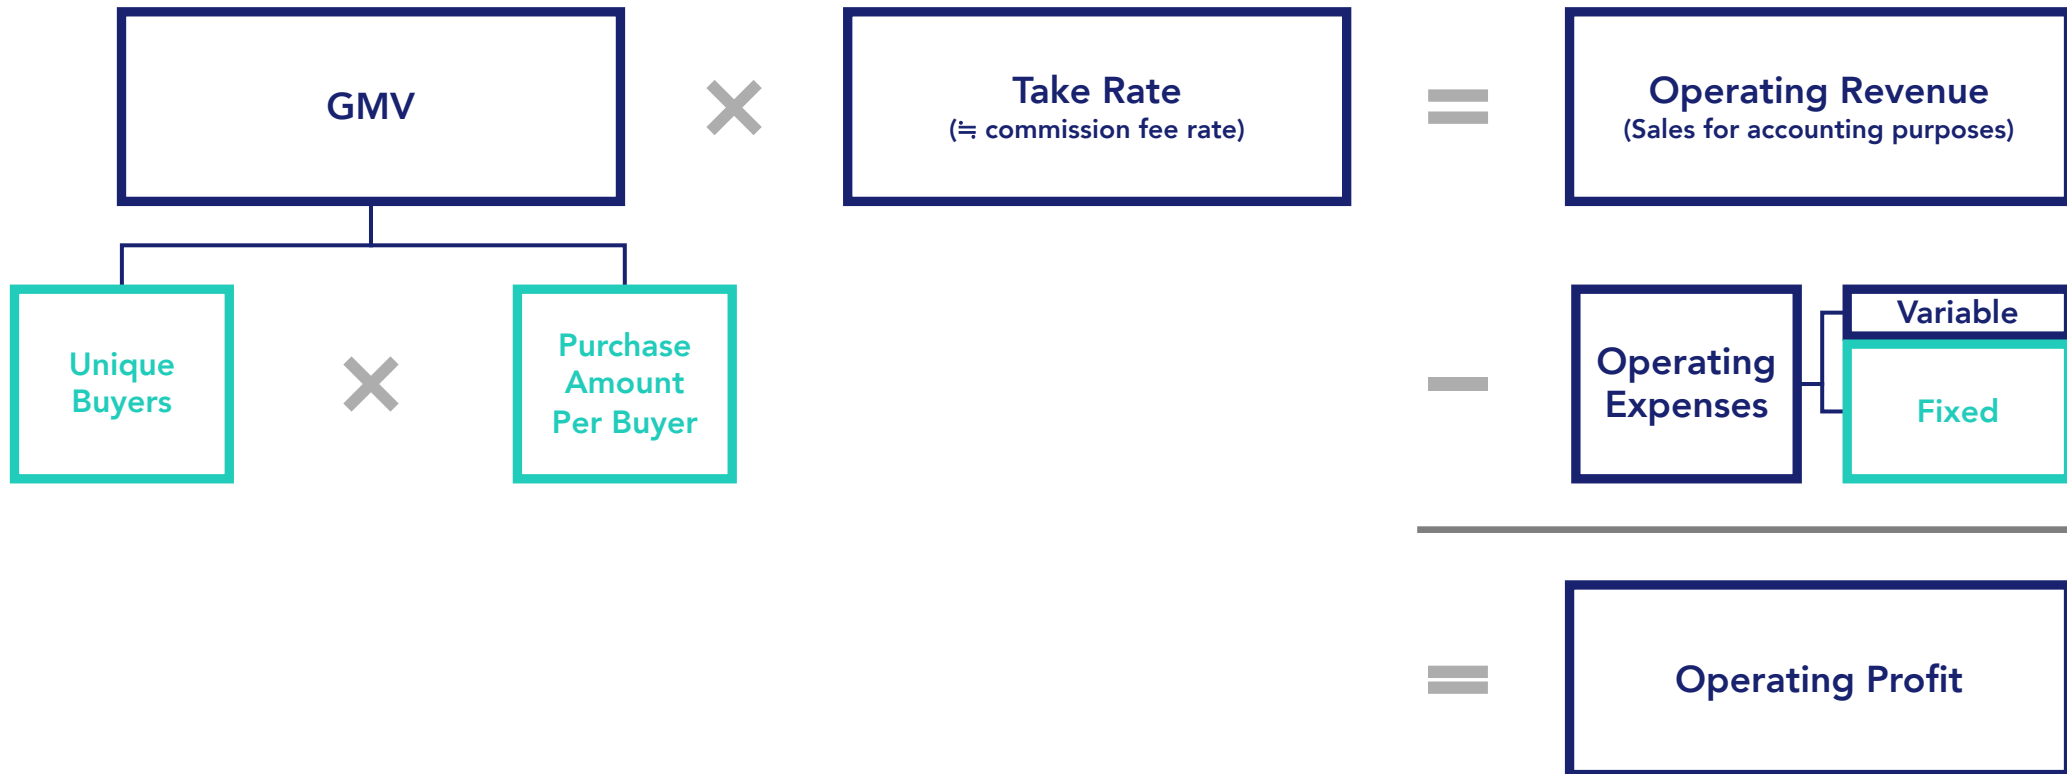 GMV
×
Take Rate
(≒ commission fee rate)
=
Operating Revenue
(Sales for accounting purposes)
Unique
Buyers
×
Purchase
Amount
Per Buyer
−
Operating
Expenses
Variable
Fixed
=
Operating Profit